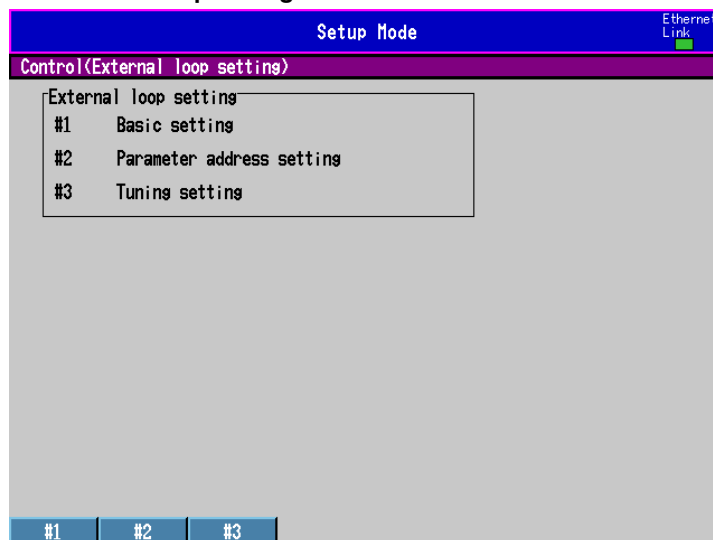 Setup Mode
Link
Control(External loop setting)
External loop setting
#1 Basic setting
#2 Parameter address setting
#3 Tuning setting
#1 #2 #3